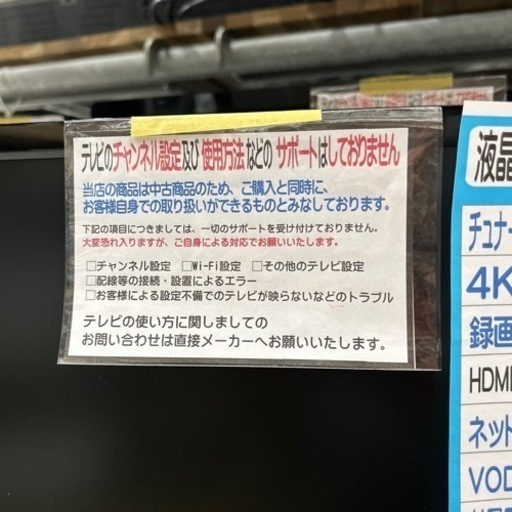 テレビのチャンネル設定及び使用方法などの サポートはしておりません
当店の商品は中古商品のため、ご購入と同時に、
お客様自身での取り扱いができるものとみなしております。
下記の項目につきましては、一切のサポートを受け付けておりません。
大変恐れ入りますが、ご自身による対応でお願いいたします。
□チャンネル設定 □Wi-Fi設定 □その他のテレビ設定
□配線等の接続・設置によるエラー
□お客様による設定不備でのテレビが映らないなどのトラブル
テレビの使い方に関しましての
お問い合わせは直接メーカーへお願いいたします。
液晶
チュナー
4K
録画
HDMI
ネット
VOD